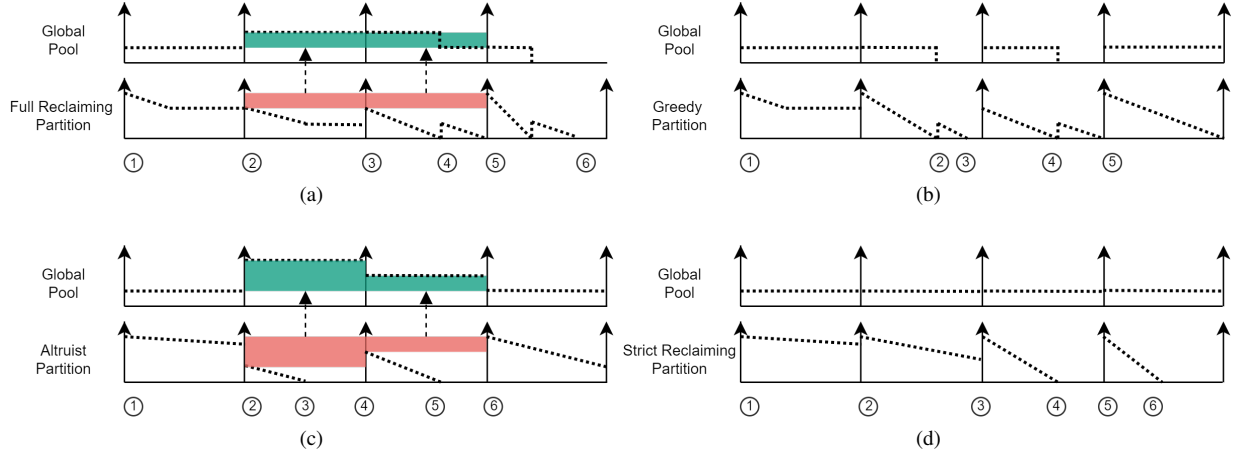 Global
Pool
Full Reclaiming
Partition
① ② ③ ④ ⑤ ⑥
(a)
Global
Pool
Greedy
Partition
① ② ③ ④ ⑤
(b)
Global
Pool
Altruist
Partition
① ② ③ ④ ⑤ ⑥
(c)
Global
Pool
Strict Reclaiming
Partition
① ② ③ ④ ⑤ ⑥
(d)